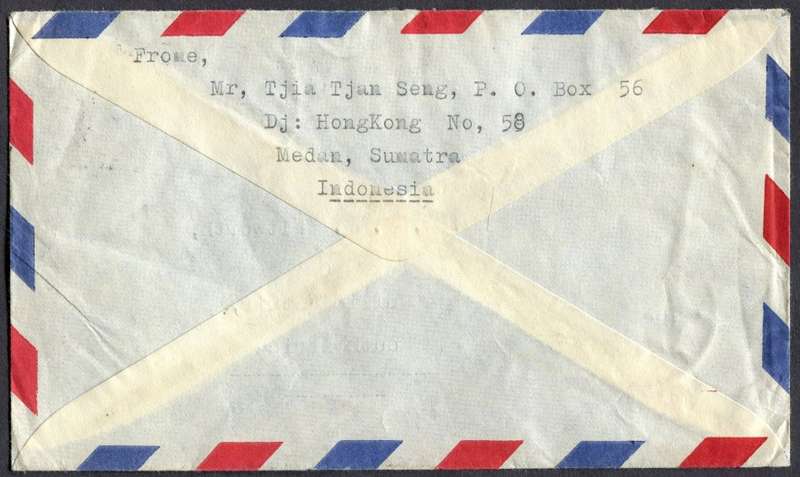 Frome,
Mr, Tjia Tjan Seng, P. O. Box 56
Dj: HongKong No, 58
Medan, Sumatra
Indonesia